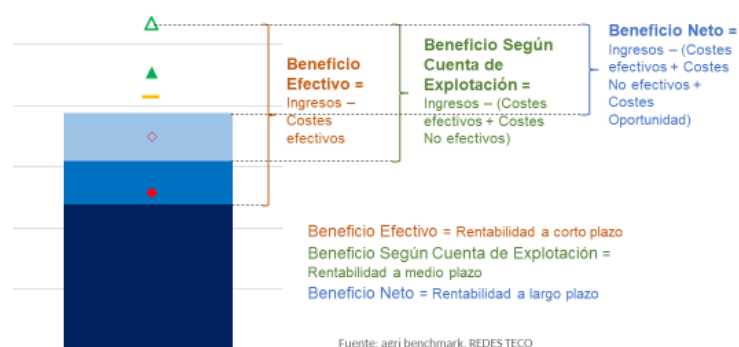 Beneficio
Efectivo =
Ingresos –
Costes
efectivos
Beneficio Según
Cuenta de
Explotación =
Ingresos – (Costes
efectivos + Costes
No efectivos)
Beneficio Neto =
Ingresos – (Costes
efectivos + Costes
No efectivos +
Costes
Oportunidad)
Beneficio Efectivo = Rentabilidad a corto plazo
Beneficio Según Cuenta de Explotación =
Rentabilidad a medio plazo
Beneficio Neto = Rentabilidad a largo plazo
Fuente: agri benchmark, REDES TECO